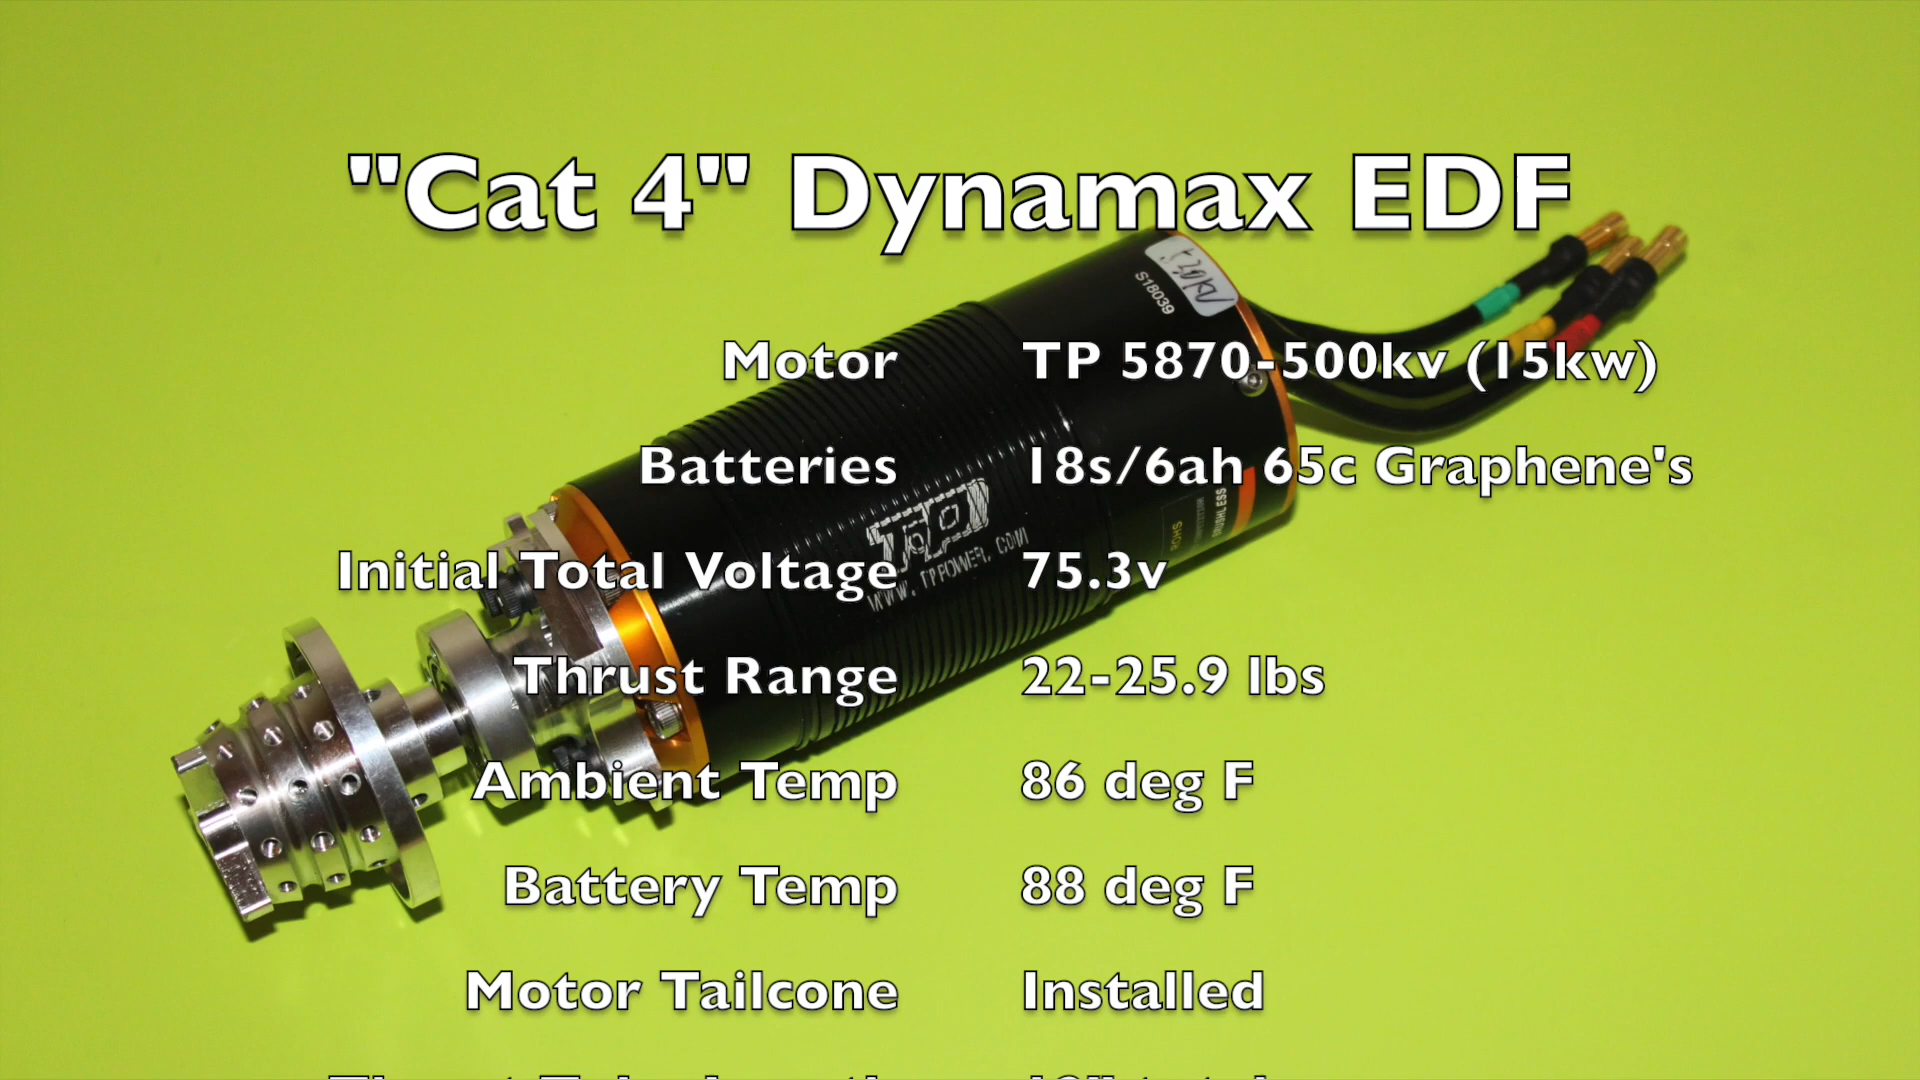 "Cat 4" Dynamax EDF
S18039
Motor TP 5870-500kv (15kw)
Batteries 18s/6ah 65c Graphene's
TP
WWW.TPPOWER.COM
ROHS
BRUSHLESS
Initial Total Voltage 75.3v
Thrust Range 22-25.9 lbs
Ambient Temp 86 deg F
Battery Temp 88 deg F
Motor Tailcone Installed